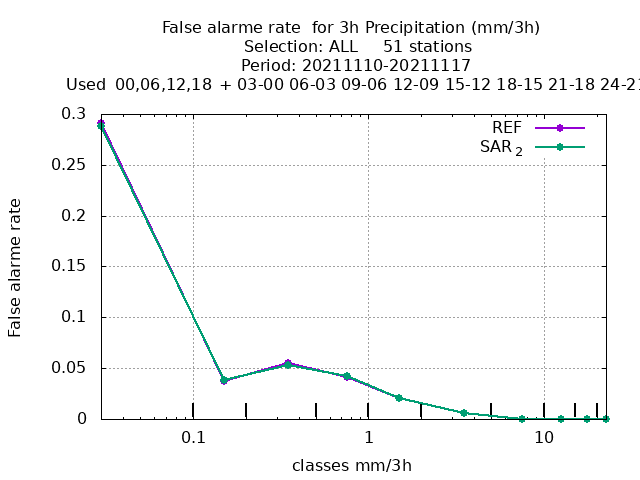 False alarme rate  for 3h Precipitation (mm/3h)
Selection: ALL     51 stations
Period: 20211110-20211117
Used  00,06,12,18  + 03-00 06-03 09-06 12-09 15-12 18-15 21-18 24-21
REF
SAR 2
0.3
0.25
0.2
0.15
0.1
0.05
0
False alarme rate
0.1 1 10
classes mm/3h